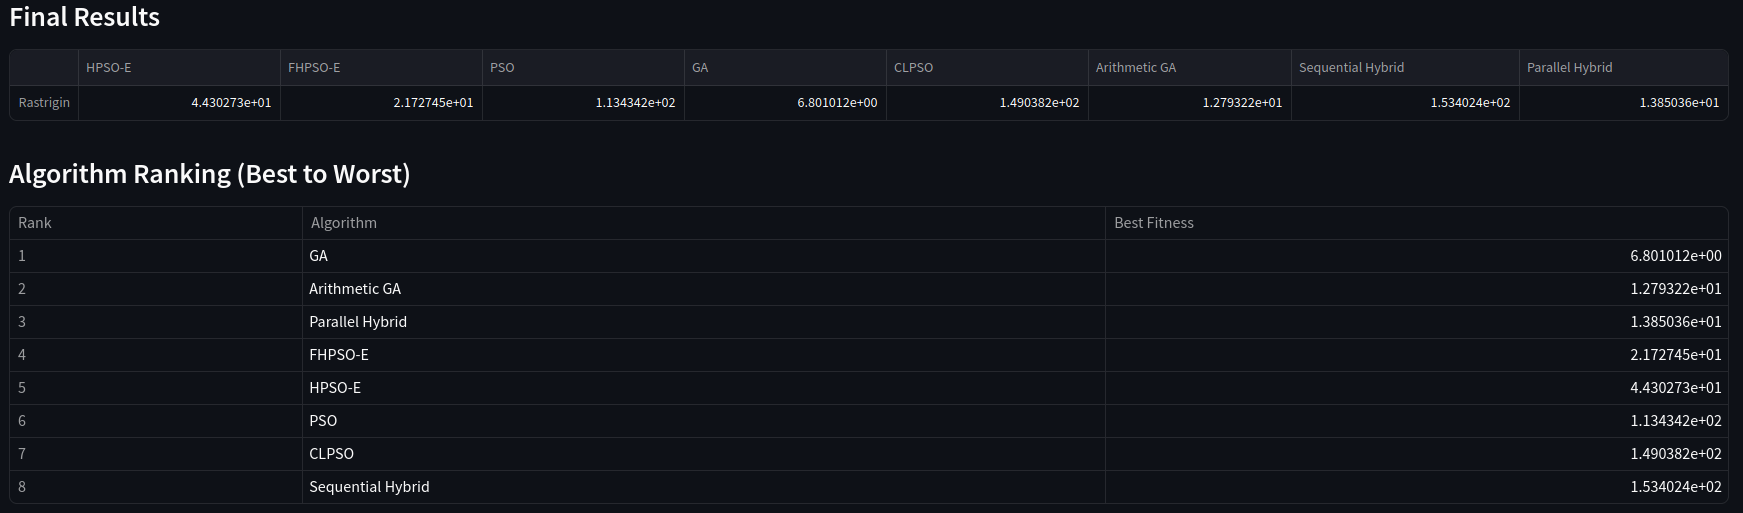 Final Results
HPSO-E FHPSO-E PSO GA CLPSO Arithmetic GA Sequential Hybrid Parallel Hybrid
Rastrigin 4.430273e+01 2.172745e+01 1.134342e+02 6.801012e+00 1.490382e+02 1.279322e+01 1.534024e+02 1.385036e+01
Algorithm Ranking (Best to Worst)
Rank Algorithm Best Fitness
1 GA 6.801012e+00
2 Arithmetic GA 1.279322e+01
3 Parallel Hybrid 1.385036e+01
4 FHPSO-E 2.172745e+01
5 HPSO-E 4.430273e+01
6 PSO 1.134342e+02
7 CLPSO 1.490382e+02
8 Sequential Hybrid 1.534024e+02